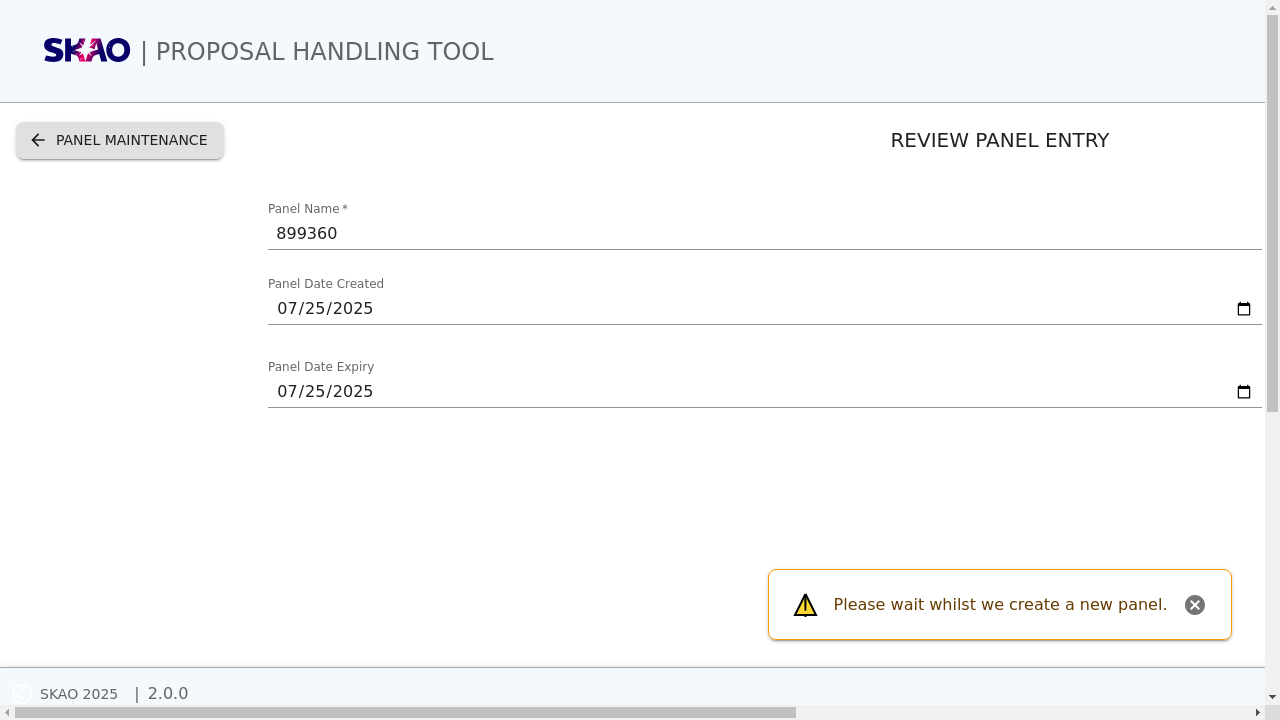 SKAO | PROPOSAL HANDLING TOOL
PANEL MAINTENANCE
REVIEW PANEL ENTRY
Panel Name *
899360
Panel Date Created
07/25/2025
Panel Date Expiry
07/25/2025
Please wait whilst we create a new panel.
© SKAO 2025 | 2.0.0